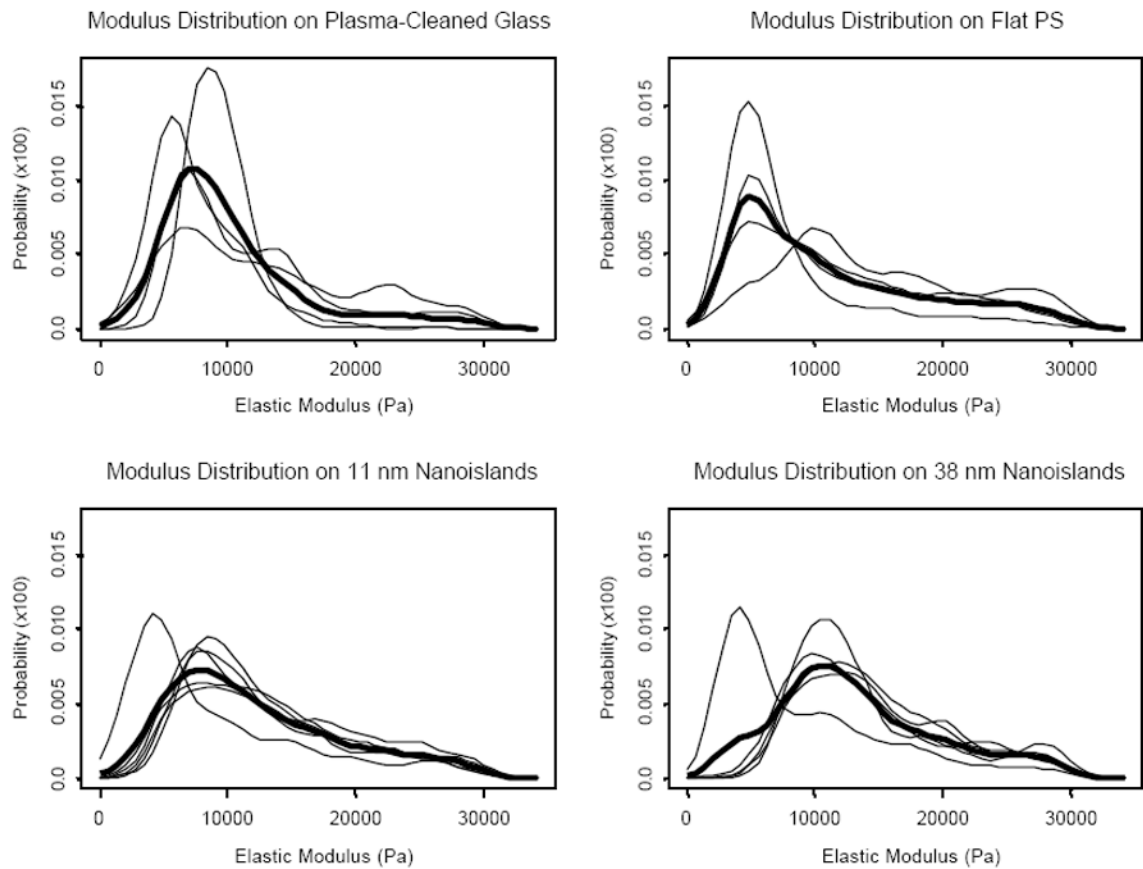 Modulus Distribution on Plasma-Cleaned Glass
Probability (x100)
0.0 0.005 0.010 0.015
0 10000 20000 30000
Elastic Modulus (Pa)
Modulus Distribution on Flat PS
Probability (x100)
0.0 0.005 0.010 0.015
0 10000 20000 30000
Elastic Modulus (Pa)
Modulus Distribution on 11 nm Nanoislands
Probability (x100)
0.0 0.005 0.010 0.015
0 10000 20000 30000
Elastic Modulus (Pa)
Modulus Distribution on 38 nm Nanoislands
Probability (x100)
0.0 0.005 0.010 0.015
0 10000 20000 30000
Elastic Modulus (Pa)